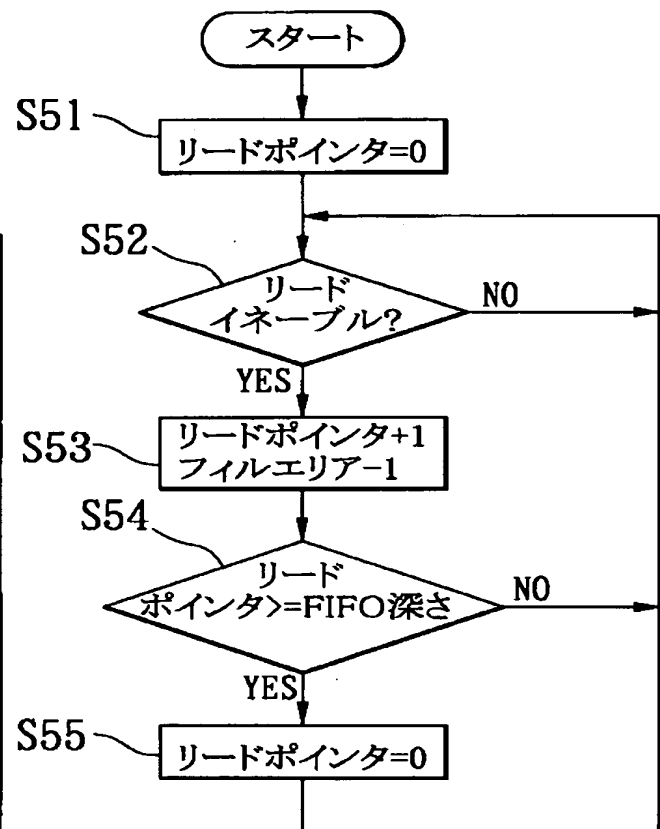 スタート
S51
リードポインタ=0
S52
リード
イネーブル?
NO
YES
S53
リードポインタ+1
フィルエリア-1
S54
リード
ポインタ>=FIFO深さ
NO
YES
S55
リードポインタ=0